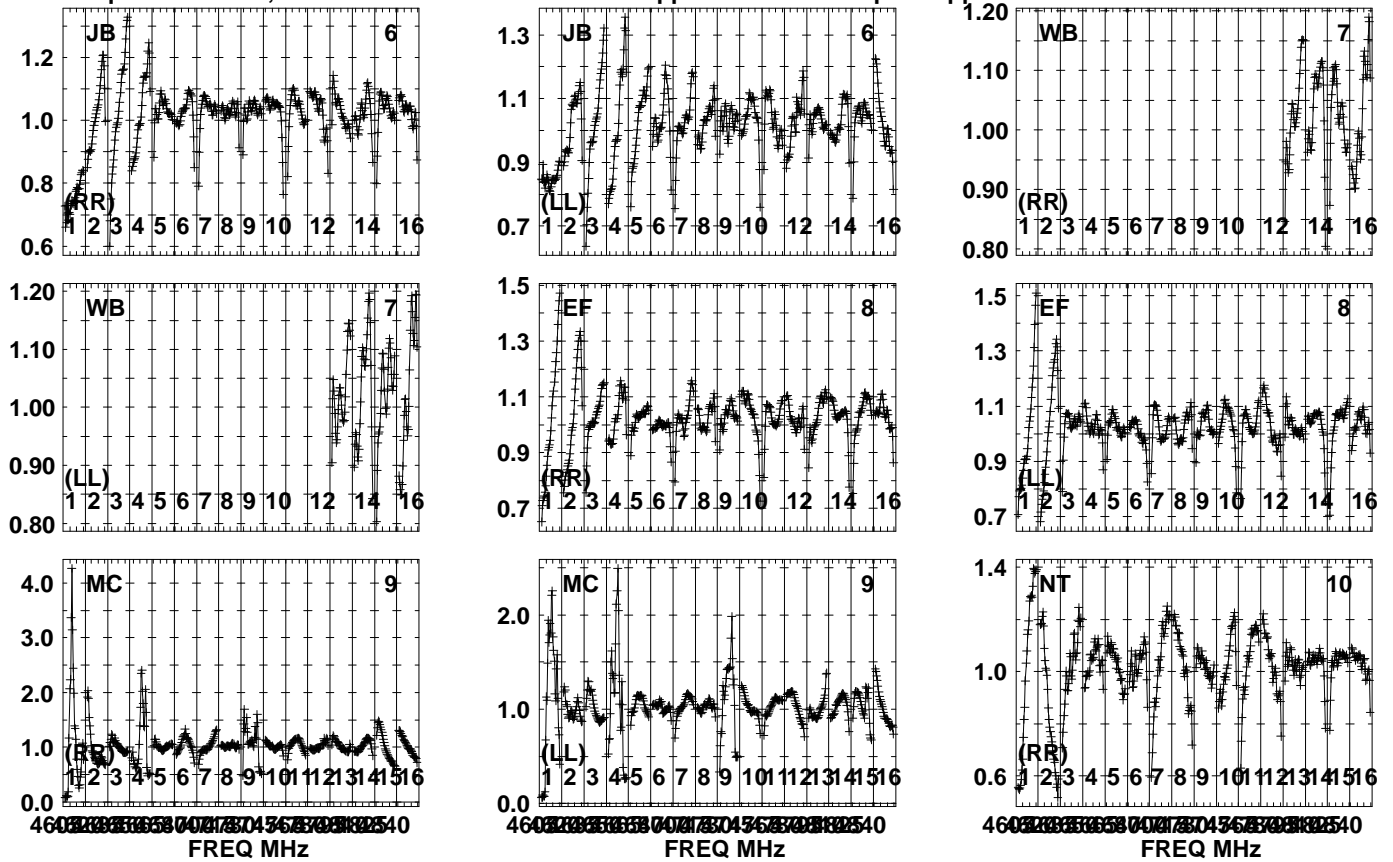 JB 6
1.2
1.0
0.8
0.6
(RR)
1 2 3 4 5 6 7 8 9 10 12 14 16
JB 6
1.3
1.1
0.9
0.7
(LL)
1 2 3 4 5 6 7 8 9 10 12 14 16
WB 7
1.20
1.10
1.00
0.90
0.80
(RR)
1 2 3 4 5 6 7 8 9 10 12 14 16
WB 7
1.20
1.10
1.00
0.90
0.80
(LL)
1 2 3 4 5 6 7 8 9 10 12 14 16
EF 8
1.5
1.3
1.1
0.9
0.7
(RR)
1 2 3 4 5 6 7 8 9 10 12 14 16
EF 8
1.5
1.3
1.1
0.9
0.7
(LL)
1 2 3 4 5 6 7 8 9 10 12 14 16
MC 9
4.0
3.0
2.0
1.0
0.0
(RR)
1 2 3 4 5 6 7 8 9 10 11 12 13 14 15 16
FREQ MHz
MC 9
2.0
1.0
0.0
(LL)
1 2 3 4 5 6 7 8 9 10 11 12 13 14 15 16
FREQ MHz
NT 10
1.4
1.0
0.6
(RR)
1 2 3 4 5 6 7 8 9 10 11 12 13 14 15 16
FREQ MHz